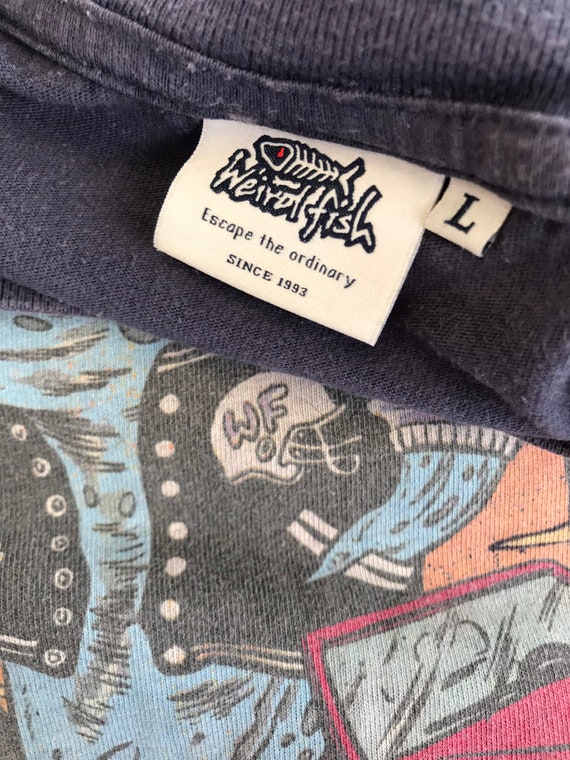 Weird fish
L
Escape the ordinary
SINCE 1993
WF